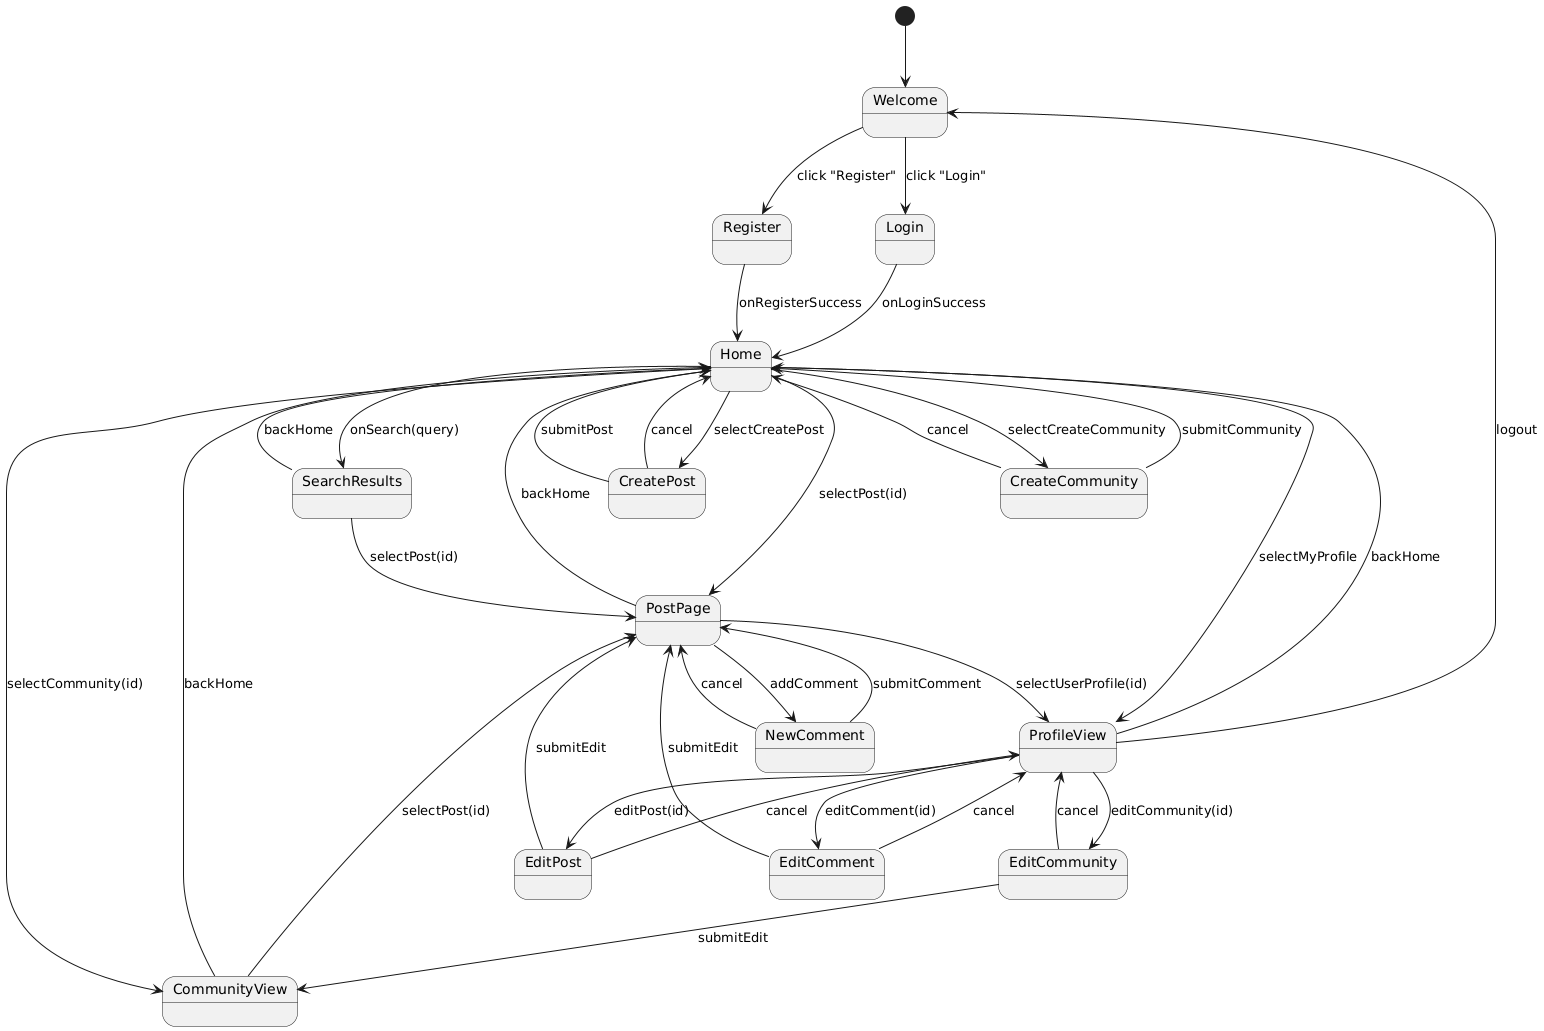 Welcome
click "Register"
click "Login"
Register
Login
onRegisterSuccess
onLoginSuccess
Home
backHome
onSearch(query)
submitPost
cancel
selectCreatePost
cancel
selectCreateCommunity
submitCommunity
logout
SearchResults
CreatePost
CreateCommunity
backHome
selectPost(id)
selectPost(id)
selectMyProfile
backHome
PostPage
selectCommunity(id)
backHome
cancel
addComment
submitComment
selectUserProfile(id)
NewComment
ProfileView
submitEdit
submitEdit
selectPost(id)
editPost(id)
cancel
editComment(id)
cancel
cancel
editCommunity(id)
EditPost
EditComment
EditCommunity
submitEdit
CommunityView